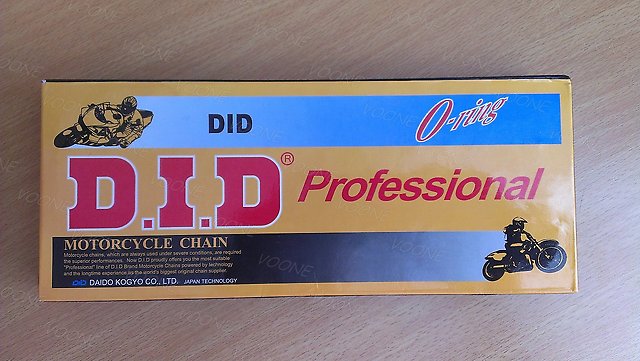 DID
O-ring
D.I.D® Professional
MOTORCYCLE CHAIN
Motorcycle chains, which are always used under severe conditions, are required
the superior performances. Now D.I.D proudly offers you the most suitable
"Professional" line of D.I.D Brand Motorcycle Chains powered by technology
and the longtime experience as the world's biggest original chain supplier.
DID DAIDO KOGYO CO., LTD. JAPAN TECHNOLOGY
VOONE